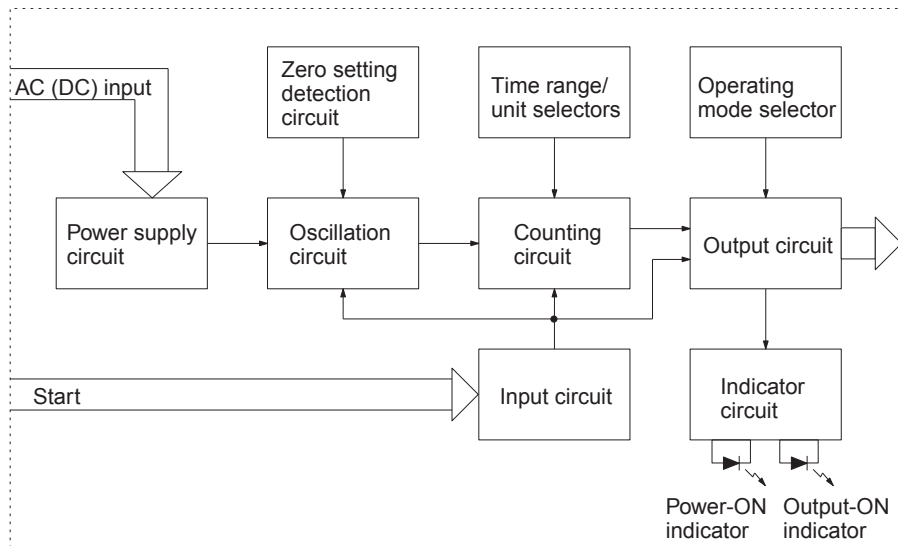 AC (DC) input
Zero setting
detection
circuit
Time range/
unit selectors
Operating
mode selector
Power supply
circuit
Oscillation
circuit
Counting
circuit
Output circuit
Start
Input circuit
Indicator
circuit
Power-ON
indicator
Output-ON
indicator